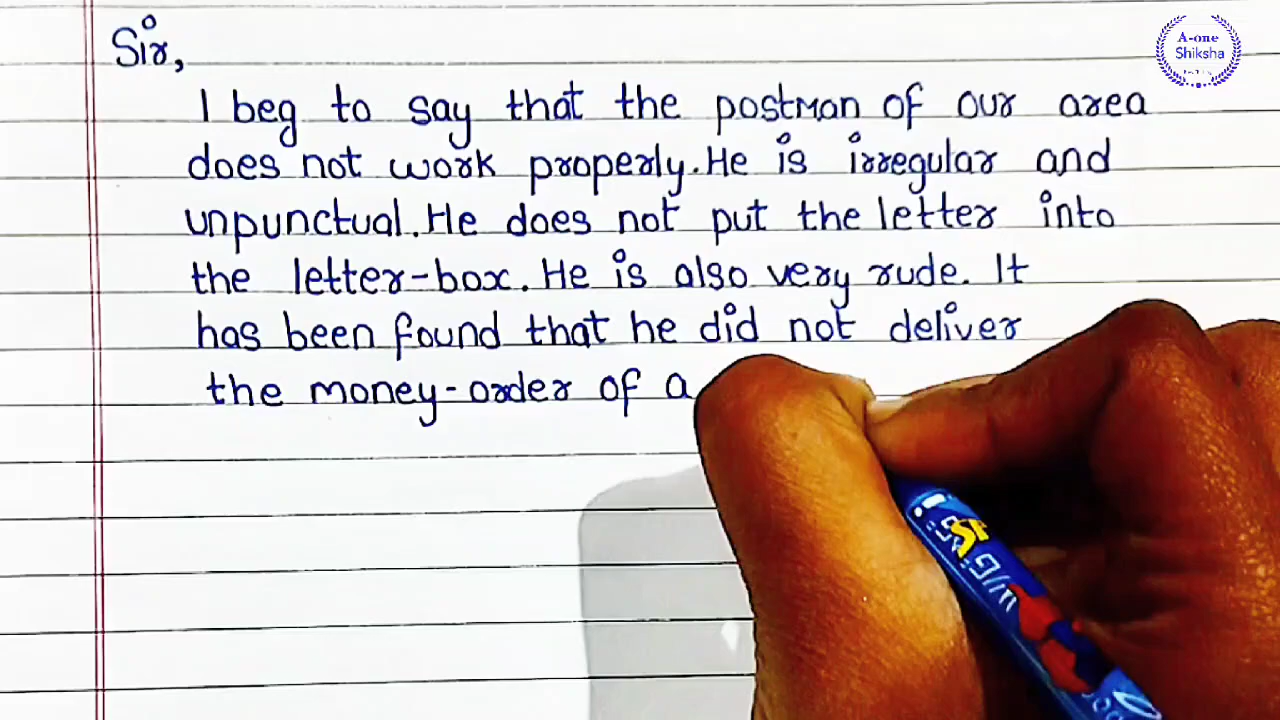 Sir,
I beg to say that the postman of our area
does not work properly. He is irregular and
unpunctual. He does not put the letter into
the letter-box. He is also very rude. It
has been found that he did not deliver
the money-order of a
A-one
Shiksha